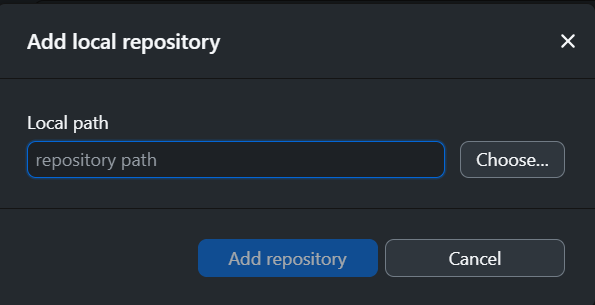 Add local repository
Local path
repository path
Choose...
Add repository
Cancel